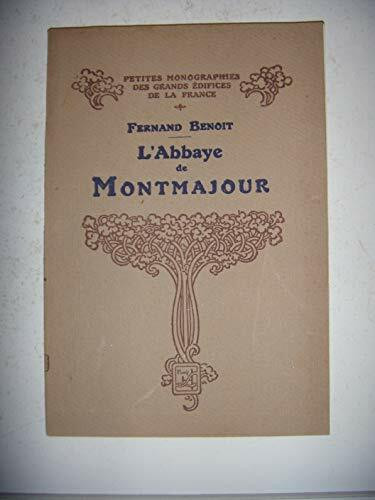 PETITES MONOGRAPHIES
DES GRANDS ÉDIFICES
DE LA FRANCE
FERNAND BENOIT
L'Abbaye
de
MONTMAJOUR